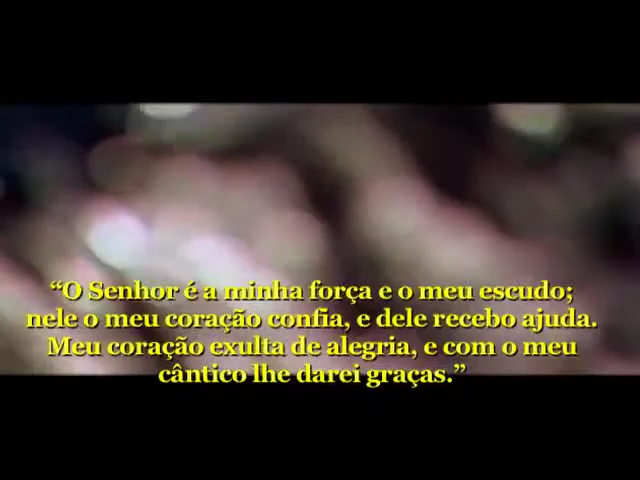 “O Senhor é a minha força e o meu escudo;
nele o meu coração confia, e dele recebo ajuda.
Meu coração exulta de alegria, e com o meu
cântico lhe darei graças.”